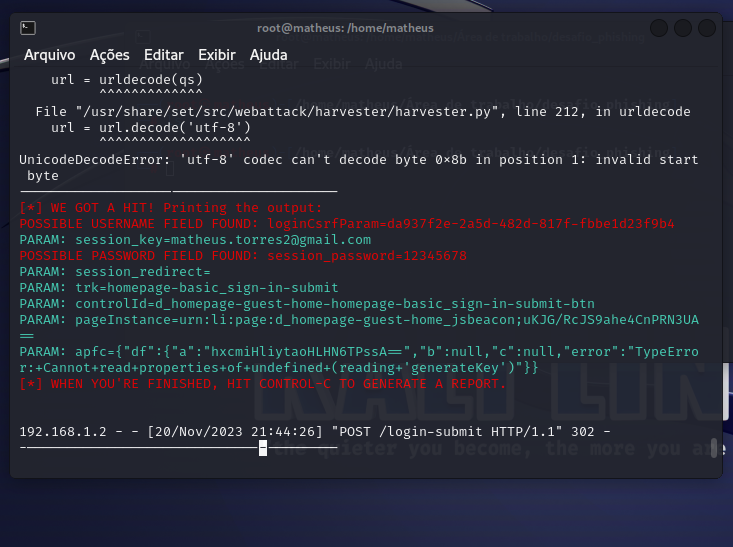 root@matheus: /home/matheus
Arquivo Ações Editar Exibir Ajuda
url = urldecode(qs)
^^^^^^^^^^^^^
File "/usr/share/set/src/webattack/harvester/harvester.py", line 212, in urldecode
url = url.decode('utf-8')
^^^^^^^^^^^^^^^^^^^
UnicodeDecodeError: 'utf-8' codec can't decode byte 0x8b in position 1: invalid start
byte
[*] WE GOT A HIT! Printing the output:
POSSIBLE USERNAME FIELD FOUND: loginCsrfParam=da937f2e-2a5d-482d-817f-fbbe1d23f9b4
PARAM: session_key=matheus.torres2@gmail.com
POSSIBLE PASSWORD FIELD FOUND: session_password=12345678
PARAM: session_redirect=
PARAM: trk=homepage-basic_sign-in-submit
PARAM: controlId=d_homepage-guest-home-homepage-basic_sign-in-submit-btn
PARAM: pageInstance=urn:li:page:d_homepage-guest-home_jsbeacon;uKJG/RcJS9ahe4CnPRN3UA
==
PARAM: apfc={"df":{"a":"hxcmiHliytaoHLHN6TPssA==","b":null,"c":null,"error":"TypeErro
r:+Cannot+read+properties+of+undefined+(reading+'generateKey')"}}
[*] WHEN YOU'RE FINISHED, HIT CONTROL-C TO GENERATE A REPORT.
192.168.1.2 - - [20/Nov/2023 21:44:26] "POST /login-submit HTTP/1.1" 302 -
the quieter you become, the more you are